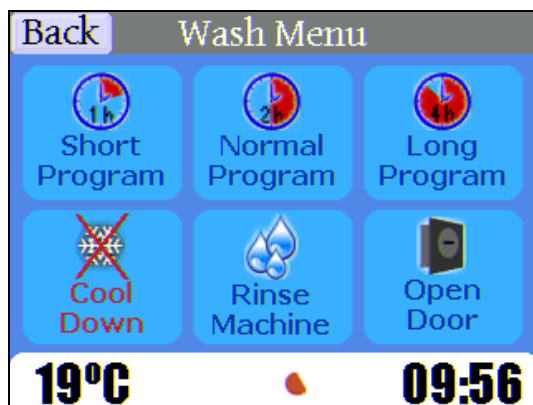 Back Wash Menu
1h 2h 4h
Short Normal Long
Program Program Program
Cool Rinse Open
Down Machine Door
19ºC 09:56